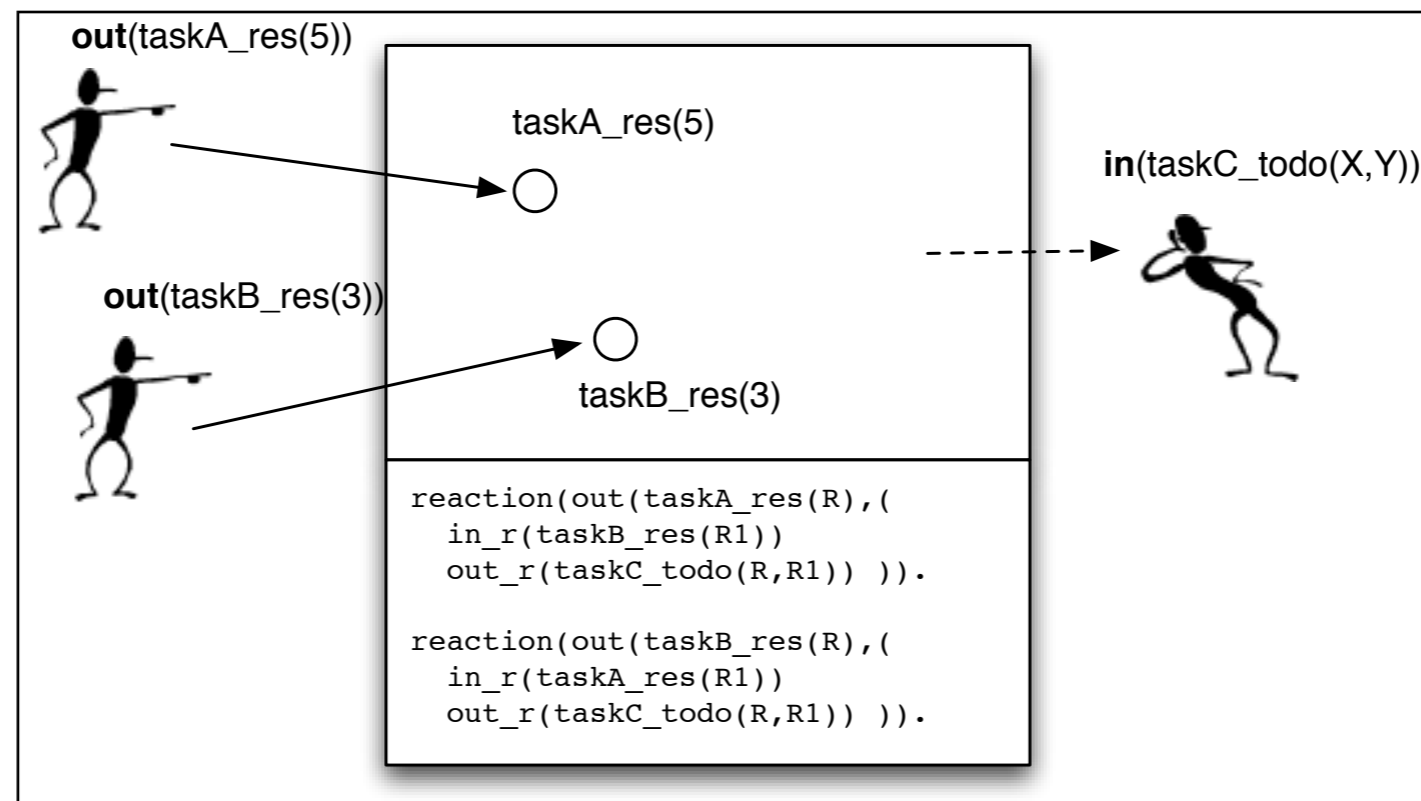 out(taskA_res(5))
taskA_res(5)
in(taskC_todo(X,Y))
out(taskB_res(3))
taskB_res(3)
reaction(out(taskA_res(R),(
  in_r(taskB_res(R1))
  out_r(taskC_todo(R,R1)) )).
reaction(out(taskB_res(R),(
  in_r(taskA_res(R1))
  out_r(taskC_todo(R,R1)) )).